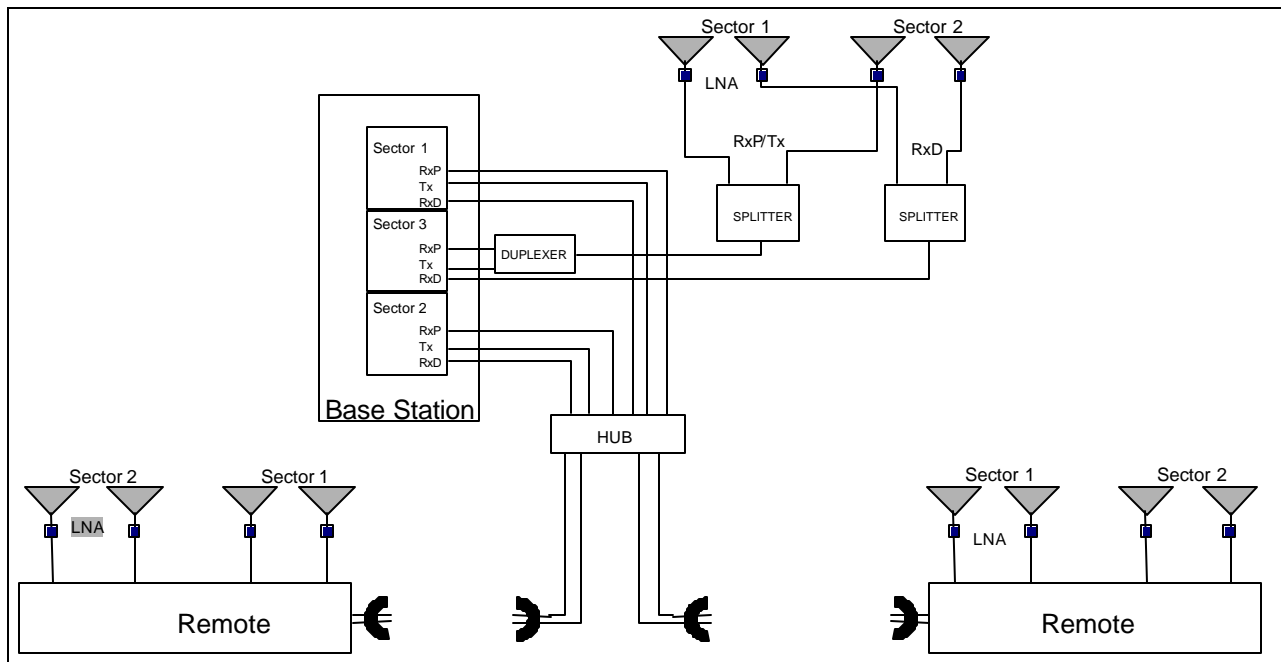 Sector 1
Sector 2
LNA
RxP/Tx
RxD
SPLITTER
SPLITTER
Sector 1
RxP
Tx
RxD
Sector 3
RxP
Tx
RxD
DUPLEXER
Sector 2
RxP
Tx
RxD
Base Station
HUB
Sector 2
Sector 1
LNA
Remote
Sector 1
Sector 2
LNA
Remote